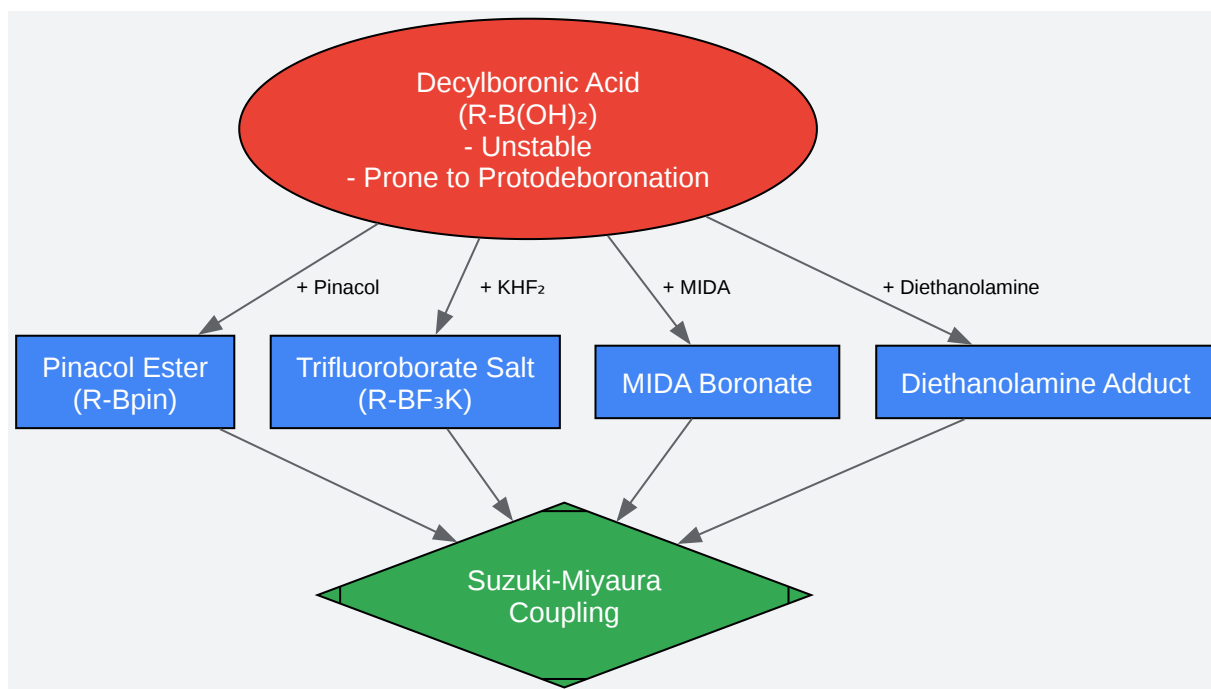 Decylboronic Acid
(R-B(OH)₂)
- Unstable
- Prone to Protodeboronation
+ Pinacol
+ KHF₂
+ MIDA
+ Diethanolamine
Pinacol Ester
(R-Bpin)
Trifluoroborate Salt
(R-BF₃K)
MIDA Boronate
Diethanolamine Adduct
Suzuki-Miyaura
Coupling